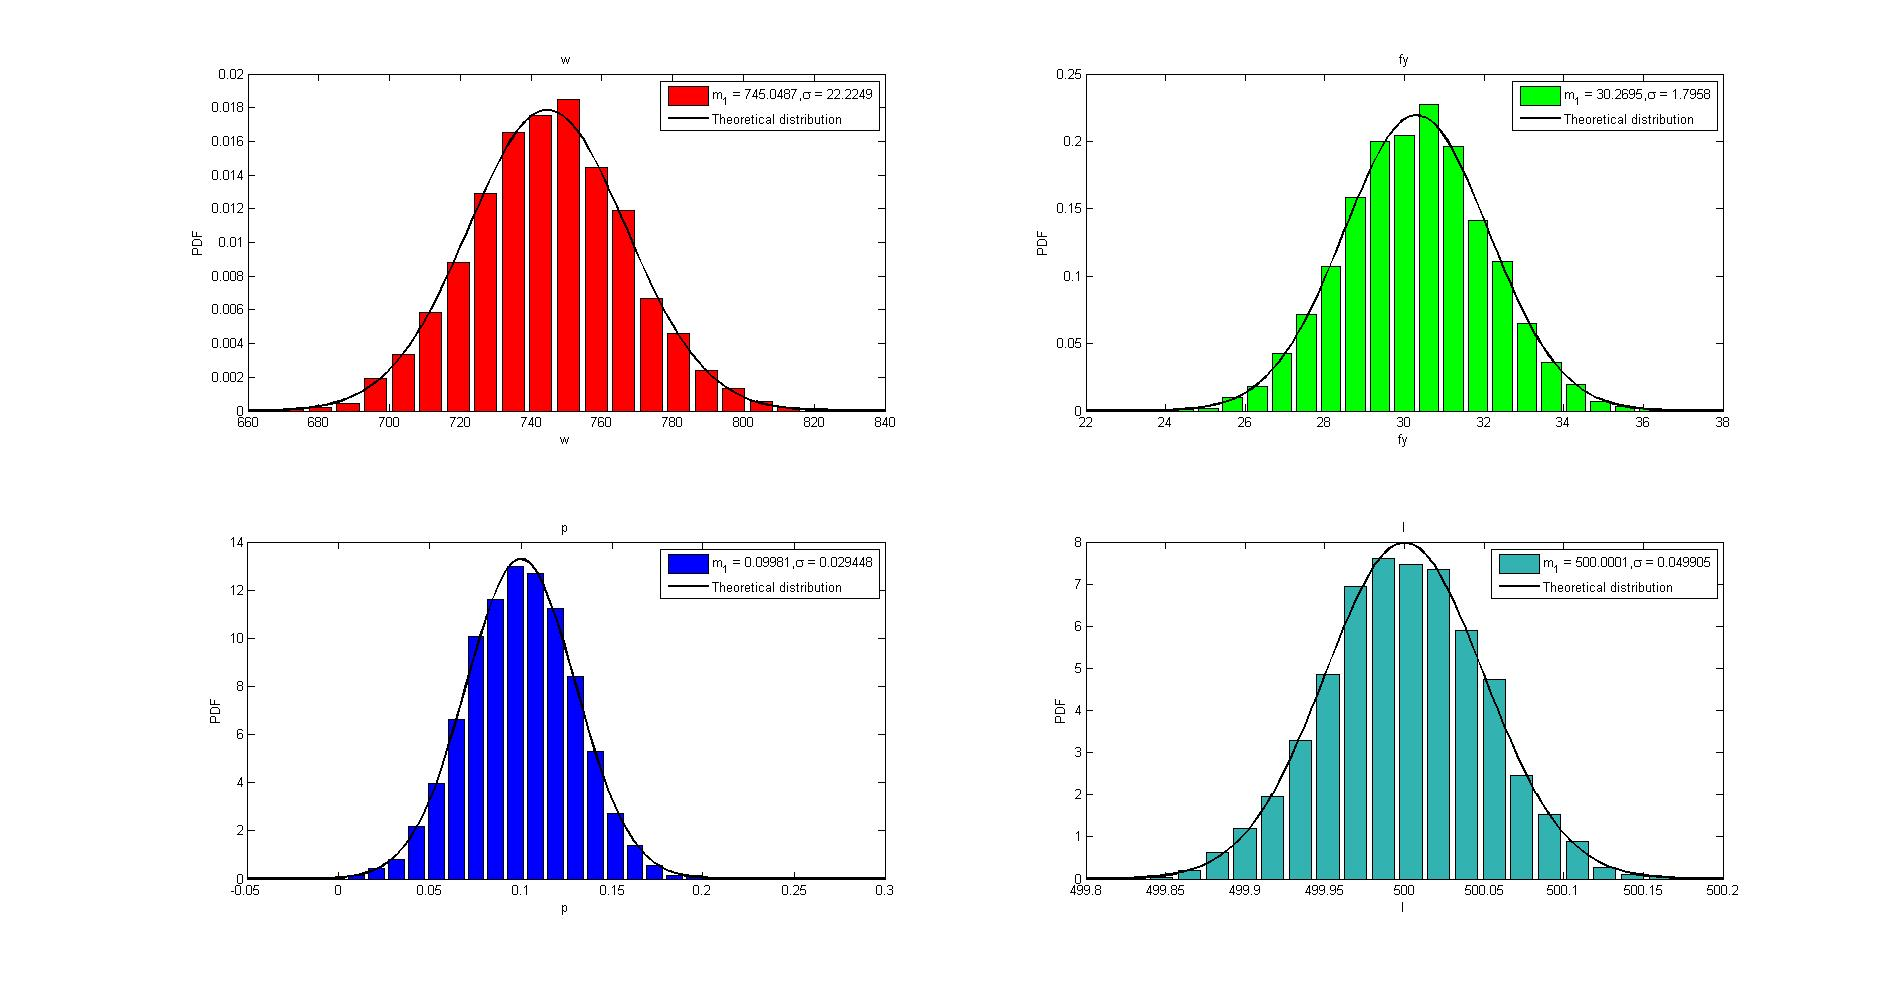 w
0.02
0.018
0.016
0.014
0.012
0.01
0.008
0.006
0.004
0.002
0
PDF
m1 = 745.0487,σ = 22.2249
Theoretical distribution
660 680 700 720 740 760 780 800 820 840
w
fy
0.25
0.2
0.15
0.1
0.05
0
PDF
m1 = 30.2695,σ = 1.7958
Theoretical distribution
22 24 26 28 30 32 34 36 38
fy
p
14
12
10
8
6
4
2
0
PDF
m1 = 0.09981,σ = 0.029448
Theoretical distribution
-0.05 0 0.05 0.1 0.15 0.2 0.25 0.3
p
l
8
7
6
5
4
3
2
1
0
PDF
m1 = 500.0001,σ = 0.049905
Theoretical distribution
499.8 499.85 499.9 499.95 500 500.05 500.1 500.15 500.2
l